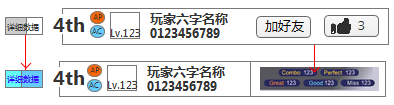 详细数据 4th AP AC Lv.123 玩家六字名称 加好友 3
0123456789
详细数据 4th AP AC Lv.123 玩家六字名称 Combo 123 Perfect 123
0123456789 Great 123 Good 123 Miss 123